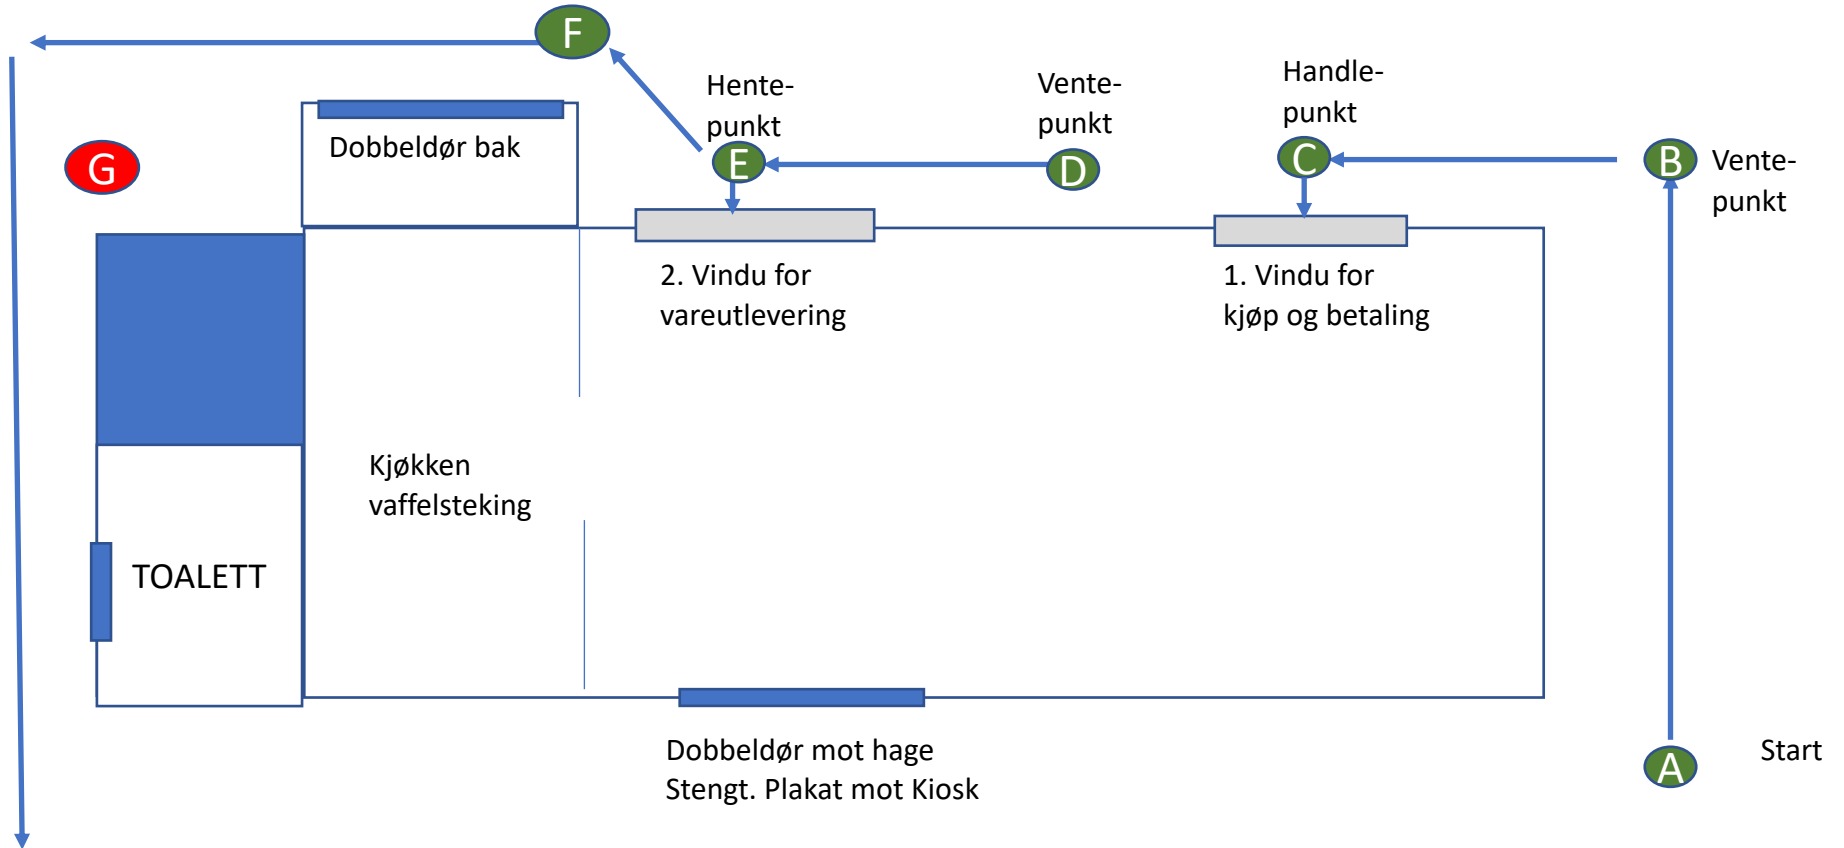 F
Hente-
punkt
Vente-
punkt
Handle-
punkt
Dobbeldør bak
G
E
D
C
B
Vente-
punkt
2. Vindu for
vareutlevering
1. Vindu for
kjøp og betaling
Kjøkken
vaffelsteking
TOALETT
Dobbeldør mot hage
Stengt. Plakat mot Kiosk
A
Start